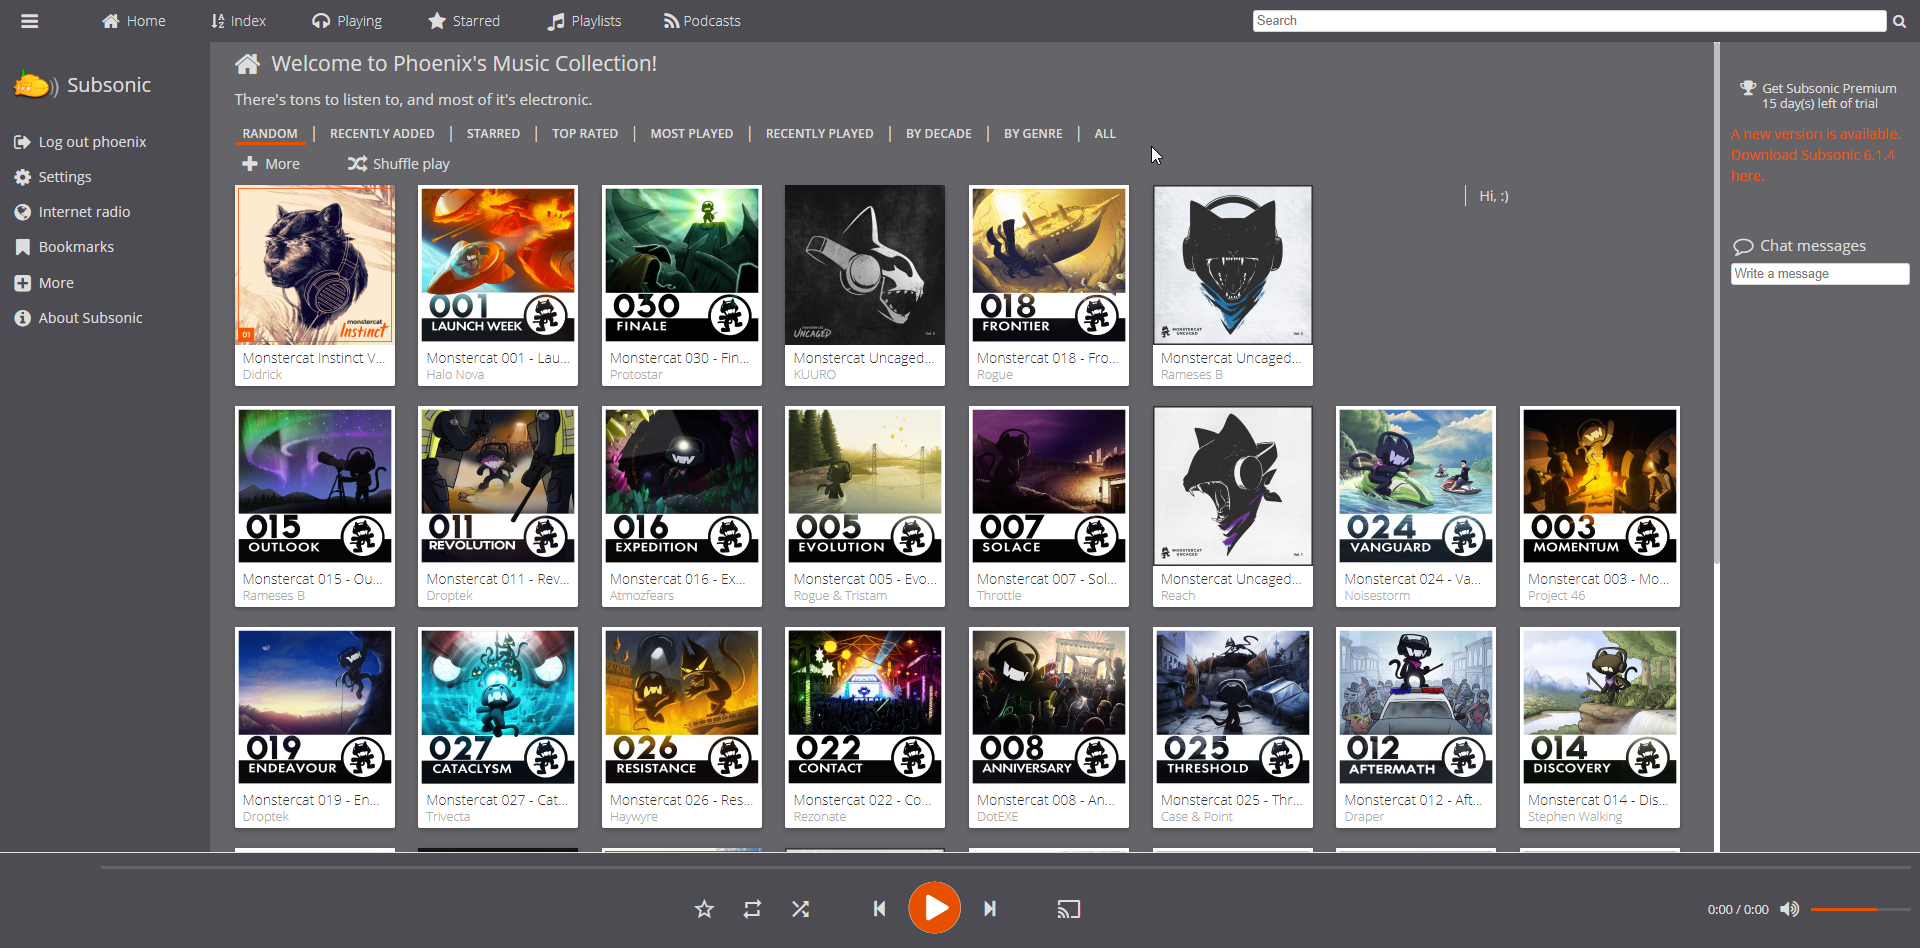 Home Index Playing Starred Playlists Podcasts Search
Subsonic
Log out phoenix
Settings
Internet radio
Bookmarks
More
About Subsonic
Welcome to Phoenix's Music Collection!
There's tons to listen to, and most of it's electronic.
RANDOM | RECENTLY ADDED | STARRED | TOP RATED | MOST PLAYED | RECENTLY PLAYED | BY DECADE | BY GENRE | ALL
More Shuffle play
Hi, :)
monstercat
Instinct
01
Monstercat Instinct V...
Didrick
001
LAUNCH WEEK
Monstercat 001 - Lau...
Halo Nova
030
FINALE
Monstercat 030 - Fin...
Protostar
UNCAGED
Monstercat Uncaged...
KUURO
018
FRONTIER
Monstercat 018 - Fro...
Rogue
MONSTERCAT
UNCAGED
Vol. 2
Monstercat Uncaged...
Rameses B
015
OUTLOOK
Monstercat 015 - Ou...
Rameses B
011
REVOLUTION
Monstercat 011 - Rev...
Droptek
016
EXPEDITION
Monstercat 016 - Ex...
Atmozfears
005
EVOLUTION
Monstercat 005 - Evo...
Rogue & Tristam
007
SOLACE
Monstercat 007 - Sol...
Throttle
MONSTERCAT
UNCAGED
Vol. 1
Monstercat Uncaged...
Reach
024
VANGUARD
Monstercat 024 - Va...
Noisestorm
003
MOMENTUM
Monstercat 003 - Mo...
Project 46
019
ENDEAVOUR
Monstercat 019 - En...
Droptek
027
CATACLYSM
Monstercat 027 - Cat...
Trivecta
026
RESISTANCE
Monstercat 026 - Res...
Haywyre
022
CONTACT
Monstercat 022 - Co...
Rezonate
008
ANNIVERSARY
Monstercat 008 - An...
DotEXE
025
THRESHOLD
Monstercat 025 - Thr...
Case & Point
012
AFTERMATH
Monstercat 012 - Aft...
Draper
014
DISCOVERY
Monstercat 014 - Dis...
Stephen Walking
Get Subsonic Premium
15 day(s) left of trial
A new version is available.
Download Subsonic 6.1.4
here.
Chat messages
Write a message
0:00 / 0:00